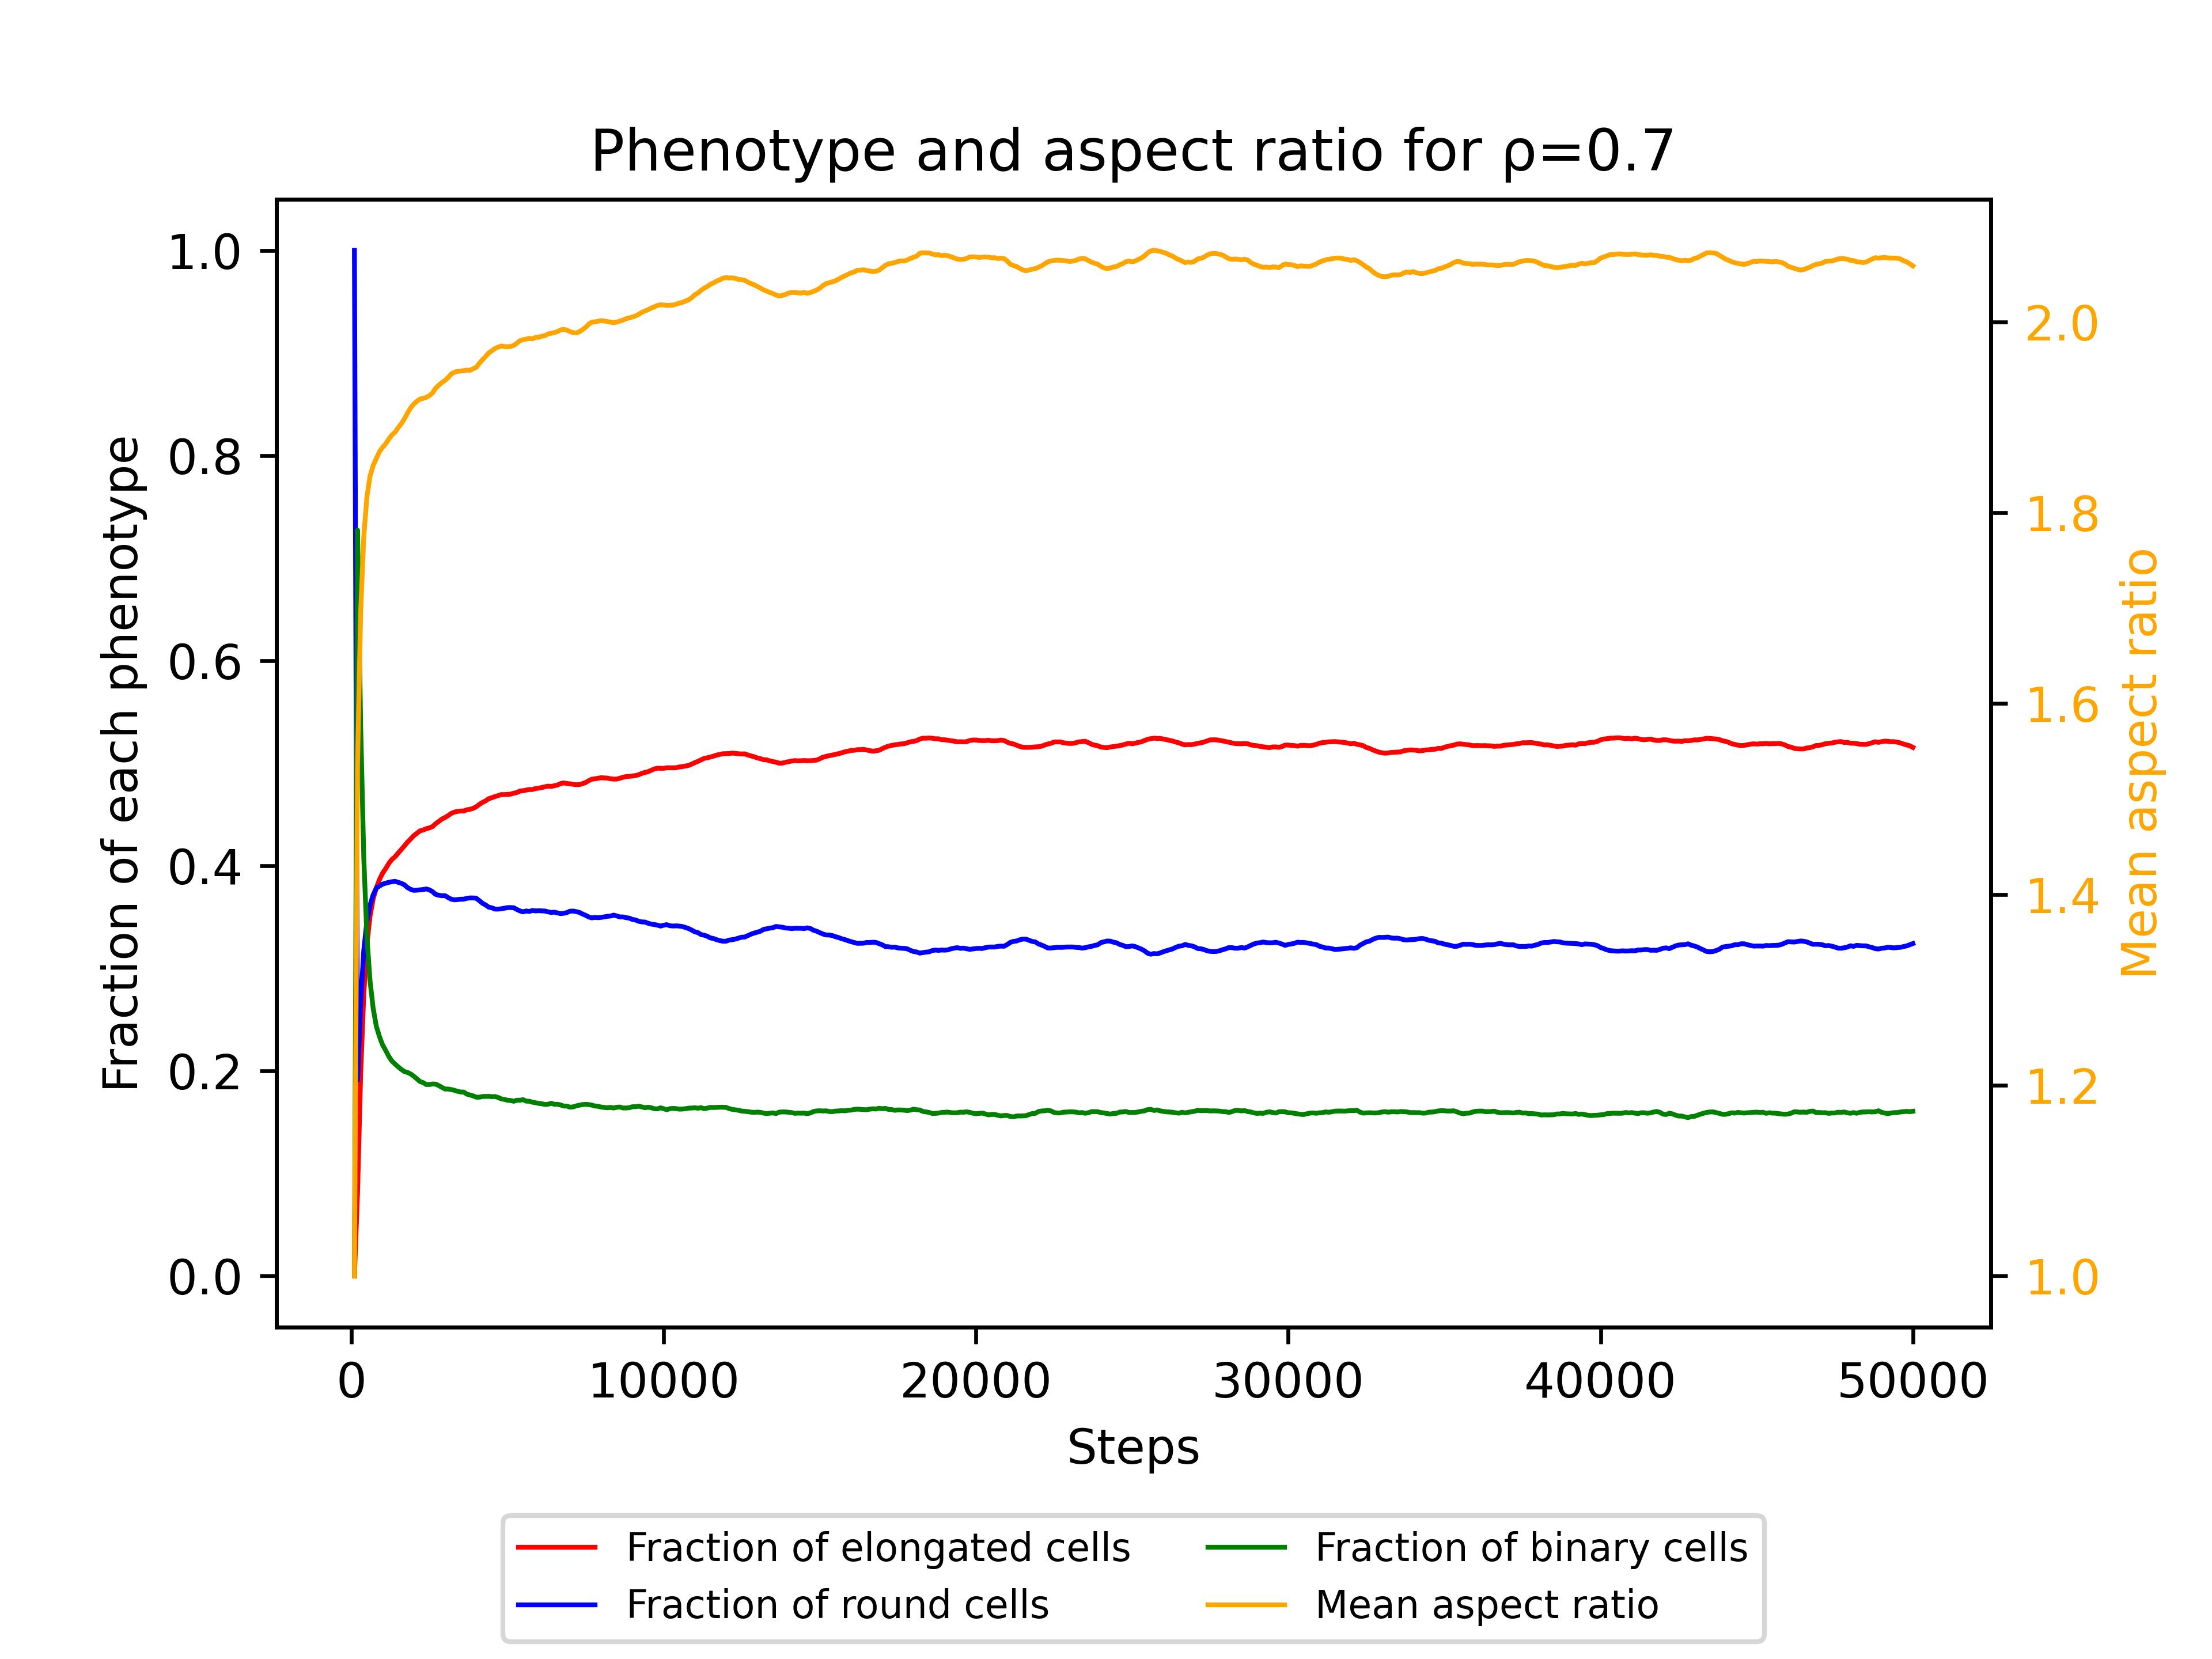 Phenotype and aspect ratio for ρ=0.7
Fraction of each phenotype
1.0
0.8
0.6
0.4
0.2
0.0
2.0
1.8
1.6
1.4
1.2
1.0
Mean aspect ratio
0 10000 20000 30000 40000 50000
Steps
Fraction of elongated cells
Fraction of round cells
Fraction of binary cells
Mean aspect ratio